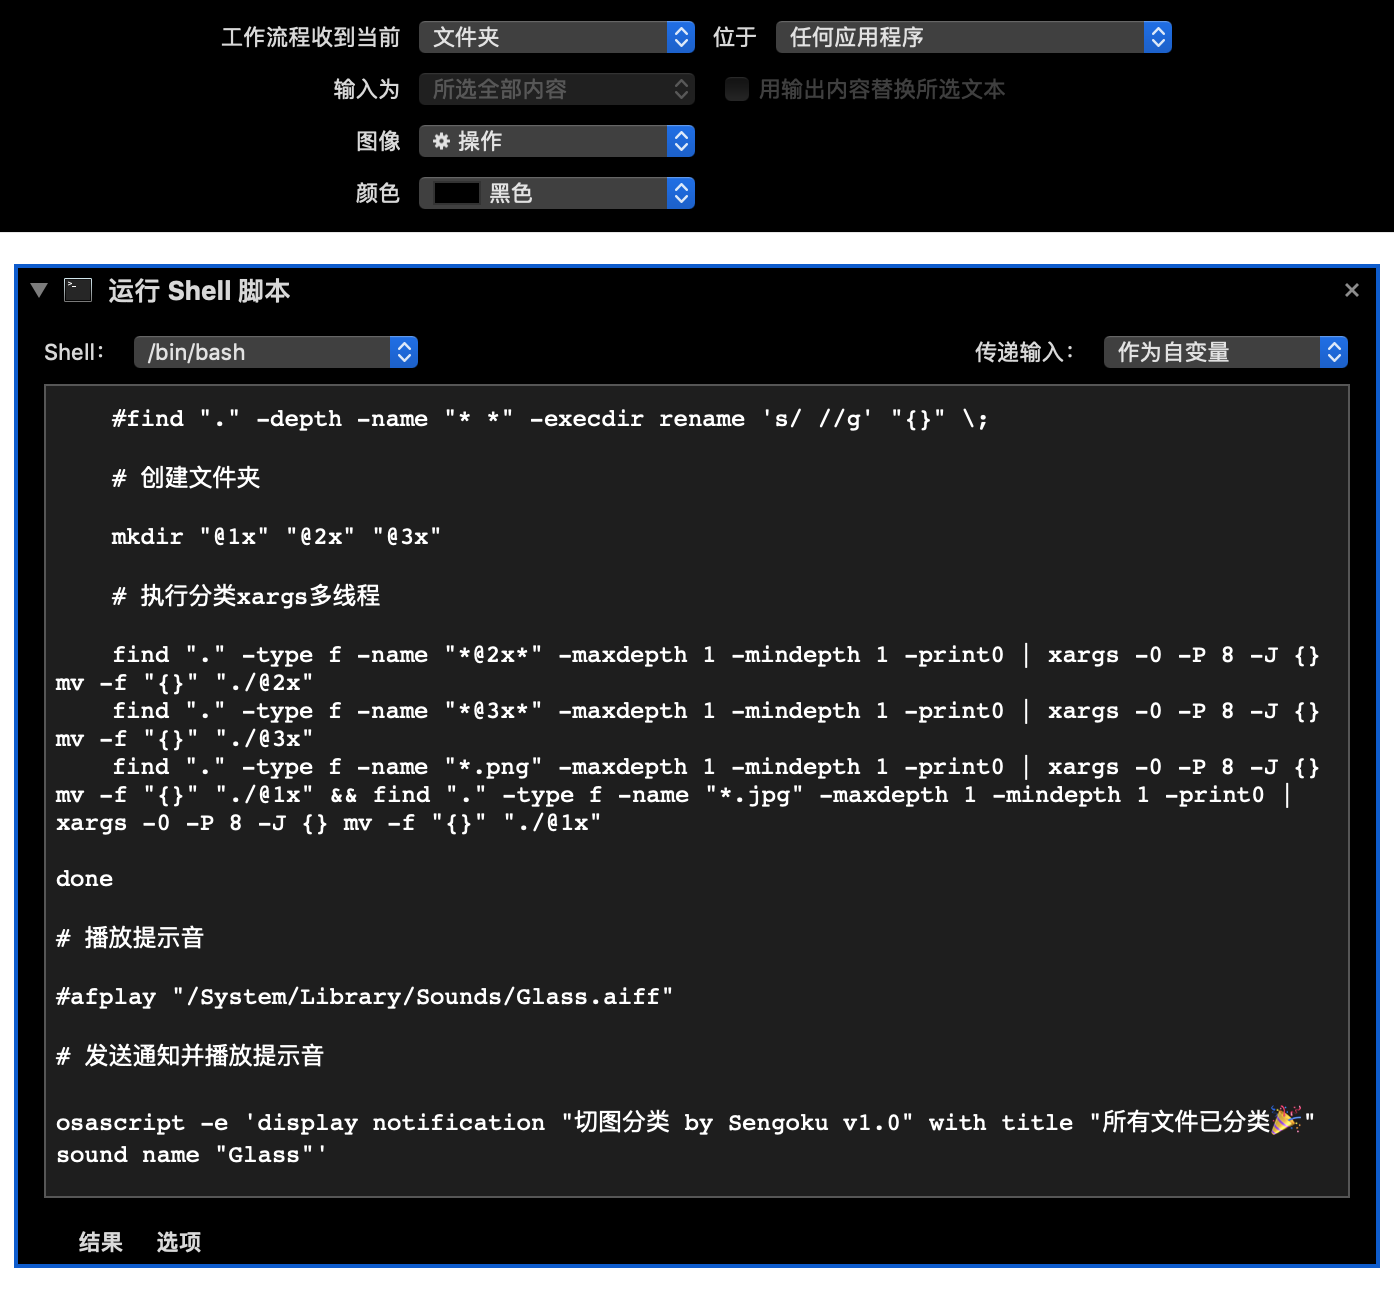 工作流程收到当前 文件夹 位于 任何应用程序
输入为 所选全部内容 用输出内容替换所选文本
图像 操作
颜色 黑色
运行 Shell 脚本
Shell： /bin/bash 传递输入： 作为自变量
#find "." -depth -name "* *" -execdir rename 's/ //g' "{}" \;
# 创建文件夹
mkdir "@1x" "@2x" "@3x"
# 执行分类xargs多线程
find "." -type f -name "*@2x*" -maxdepth 1 -mindepth 1 -print0 | xargs -0 -P 8 -J {}
mv -f "{}" "./@2x"
find "." -type f -name "*@3x*" -maxdepth 1 -mindepth 1 -print0 | xargs -0 -P 8 -J {}
mv -f "{}" "./@3x"
find "." -type f -name "*.png" -maxdepth 1 -mindepth 1 -print0 | xargs -0 -P 8 -J {}
mv -f "{}" "./@1x" && find "." -type f -name "*.jpg" -maxdepth 1 -mindepth 1 -print0 |
xargs -0 -P 8 -J {} mv -f "{}" "./@1x"
done
# 播放提示音
#afplay "/System/Library/Sounds/Glass.aiff"
# 发送通知并播放提示音
osascript -e 'display notification "切图分类 by Sengoku v1.0" with title "所有文件已分类🎉"
sound name "Glass"'
结果 选项